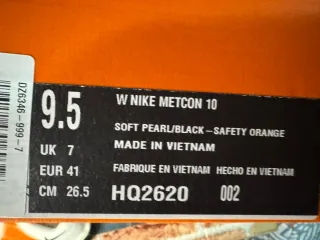 DZ6346-999-7
9.5
W NIKE METCON 10
SOFT PEARL/BLACK-SAFETY ORANGE
UK 7
MADE IN VIETNAM
EUR 41
FABRIQUE EN VIETNAM HECHO EN VIETNAM
CM 26.5
HQ2620 002